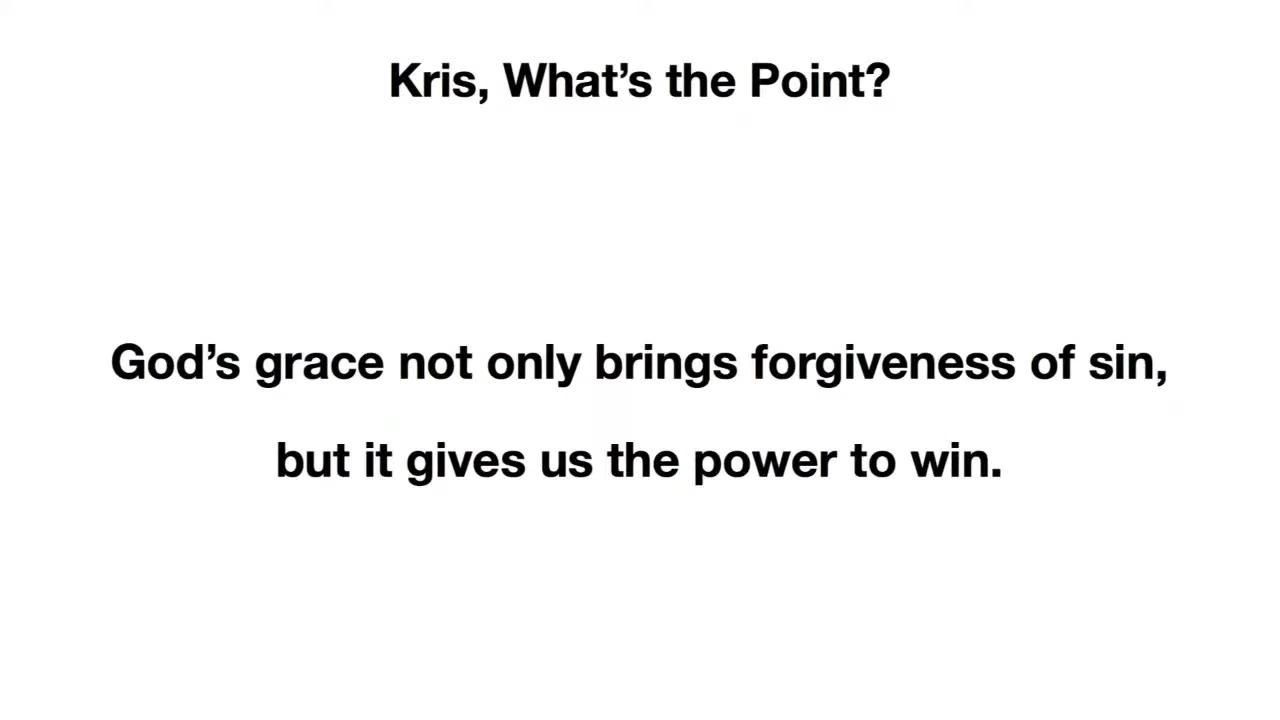 Kris, What’s the Point?
God’s grace not only brings forgiveness of sin,
but it gives us the power to win.